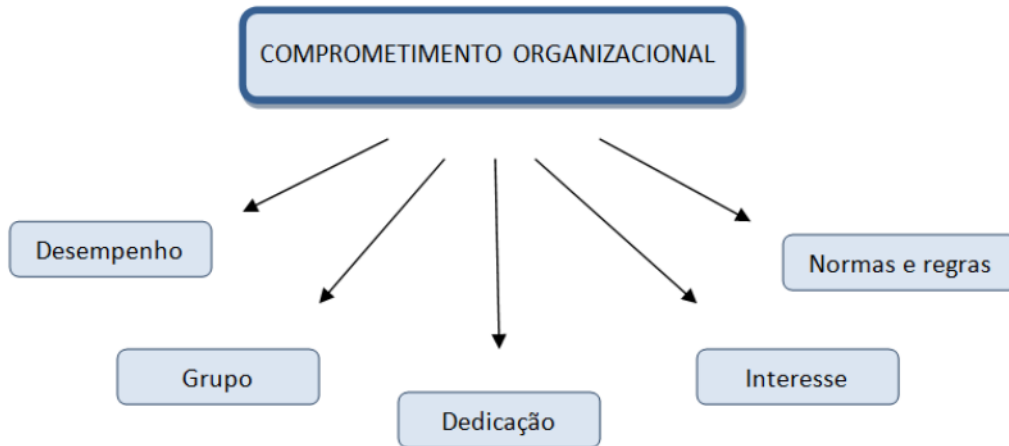 COMPROMETIMENTO ORGANIZACIONAL
Desempenho
Normas e regras
Grupo
Interesse
Dedicação